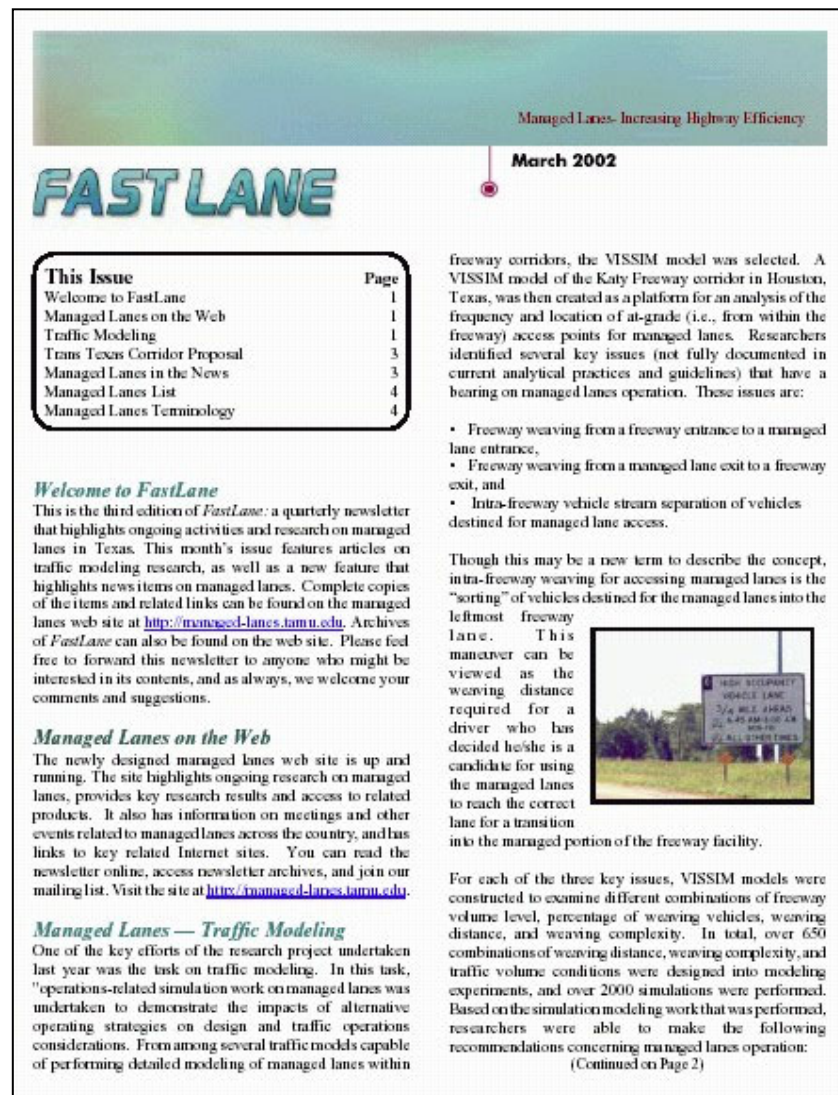 Managed Lanes- Increasing Highway Efficiency
March 2002
FAST LANE
This Issue Page
Welcome to FastLane 1
Managed Lanes on the Web 1
Traffic Modeling 1
Trans Texas Corridor Proposal 3
Managed Lanes in the News 3
Managed Lanes List 4
Managed Lanes Terminology 4
Welcome to FastLane
This is the third edition of FastLane: a quarterly newsletter
that highlights ongoing activities and research on managed
lanes in Texas. This month's issue features articles on
traffic modeling research, as well as a new feature that
highlights news items on managed lanes. Complete copies
of the items and related links can be found on the managed
lanes web site at http://managed-lanes.tamu.edu. Archives
of FastLane can also be found on the web site. Please feel
free to forward this newsletter to anyone who might be
interested in its contents, and as always, we welcome your
comments and suggestions.
Managed Lanes on the Web
The newly designed managed lanes web site is up and
running. The site highlights ongoing research on managed
lanes, provides key research results and access to related
products. It also has information on meetings and other
events related to managed lanes across the country, and has
links to key related Internet sites. You can read the
newsletter online, access newsletter archives, and join our
mailing list. Visit the site at http://managed-lanes.tamu.edu.
Managed Lanes — Traffic Modeling
One of the key efforts of the research project undertaken
last year was the task on traffic modeling. In this task,
"operations-related simulation work on managed lanes was
undertaken to demonstrate the impacts of alternative
operating strategies on design and traffic operations
considerations. From among several traffic models capable
of performing detailed modeling of managed lanes within
freeway corridors, the VISSIM model was selected. A
VISSIM model of the Katy Freeway corridor in Houston,
Texas, was then created as a platform for an analysis of the
frequency and location of at-grade (i.e., from within the
freeway) access points for managed lanes. Researchers
identified several key issues (not fully documented in
current analytical practices and guidelines) that have a
bearing on managed lanes operation. These issues are:
• Freeway weaving from a freeway entrance to a managed
lane entrance,
• Freeway weaving from a managed lane exit to a freeway
exit, and
• Intra-freeway vehicle stream separation of vehicles
destined for managed lane access.
Though this may be a new term to describe the concept,
intra-freeway weaving for accessing managed lanes is the
“sorting” of vehicles destined for the managed lanes into the
leftmost freeway
lane. This
maneuver can be
viewed as the
weaving distance
required for a
driver who has
decided he/she is a
candidate for using
the managed lanes
to reach the correct
lane for a transition
into the managed portion of the freeway facility.
HIGH OCCUPANCY
VEHICLE LANE
3/4 MILE AHEAD
ALL OTHER TIMES
For each of the three key issues, VISSIM models were
constructed to examine different combinations of freeway
volume level, percentage of weaving vehicles, weaving
distance, and weaving complexity. In total, over 650
combinations of weaving distance, weaving complexity, and
traffic volume conditions were designed into modeling
experiments, and over 2000 simulations were performed.
Based on the simulation modeling work that was performed,
researchers were able to make the following
recommendations concerning managed lanes operation:
(Continued on Page 2)